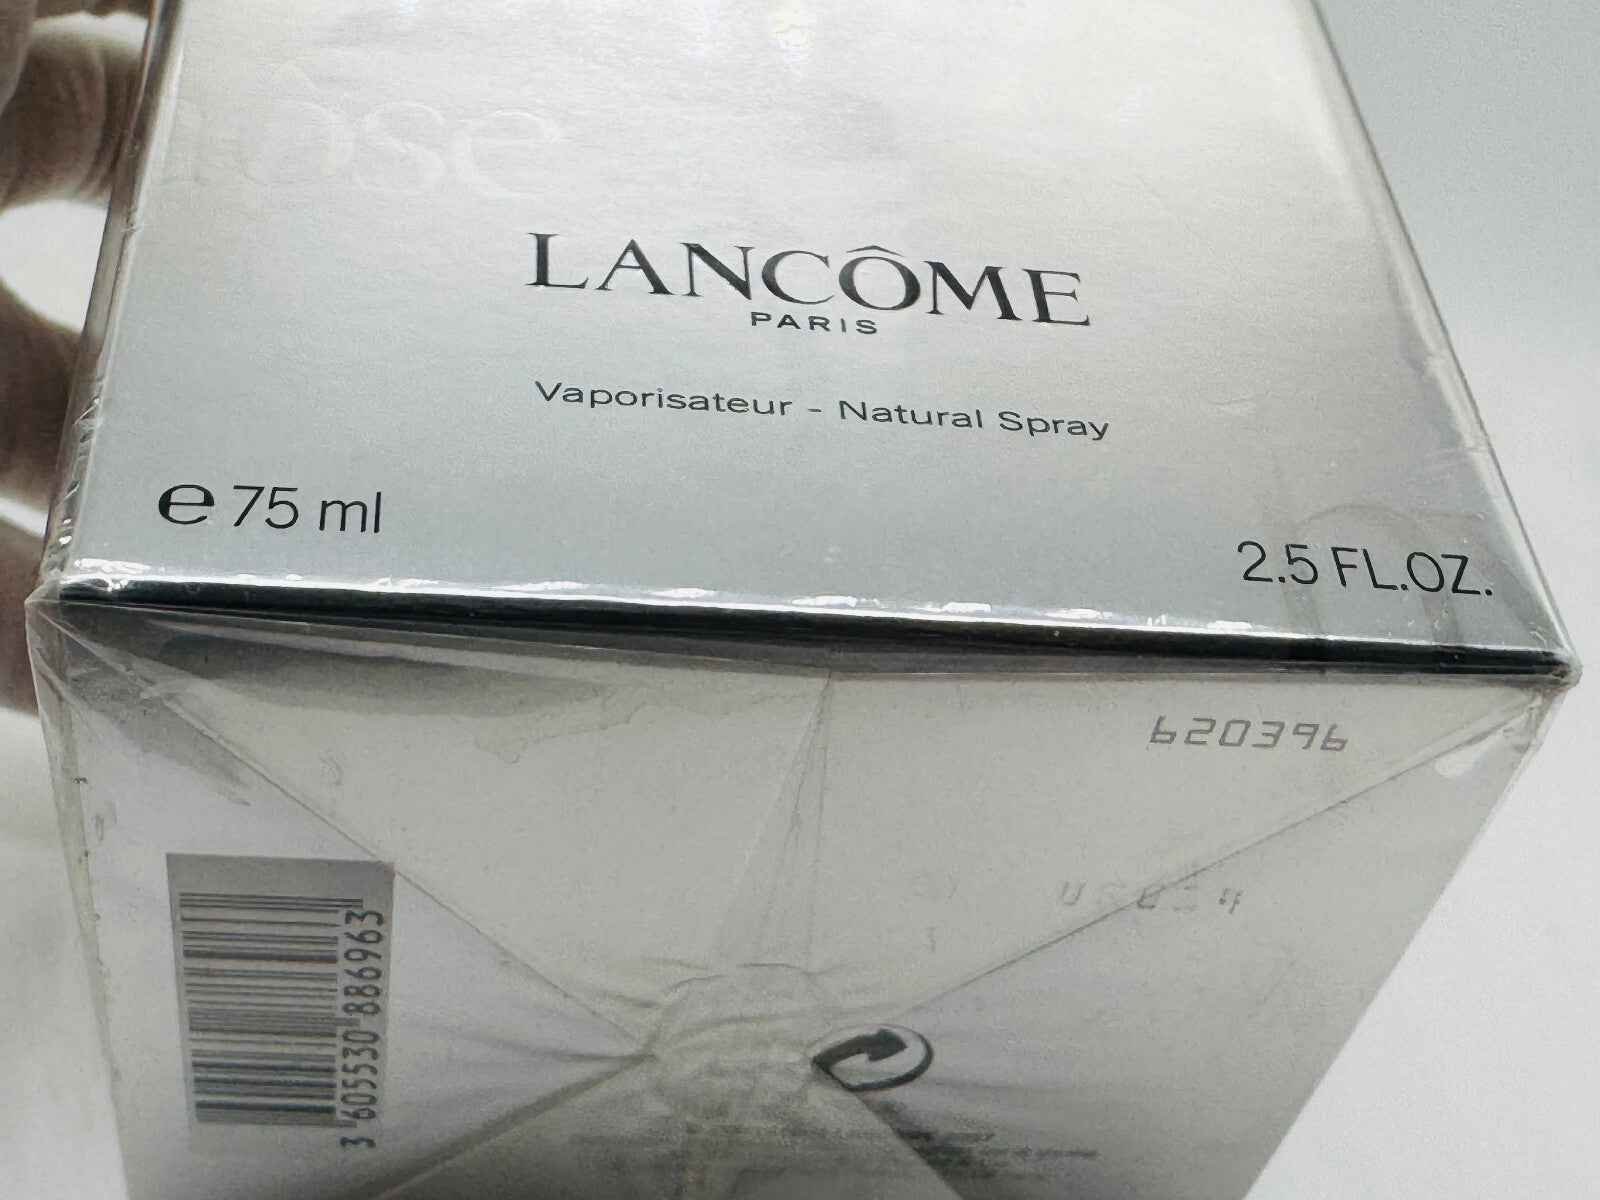 LANCÔME
PARIS
Vaporisateur - Natural Spray
e 75 ml
2.5 FL.OZ.
620396
3 605530 886963